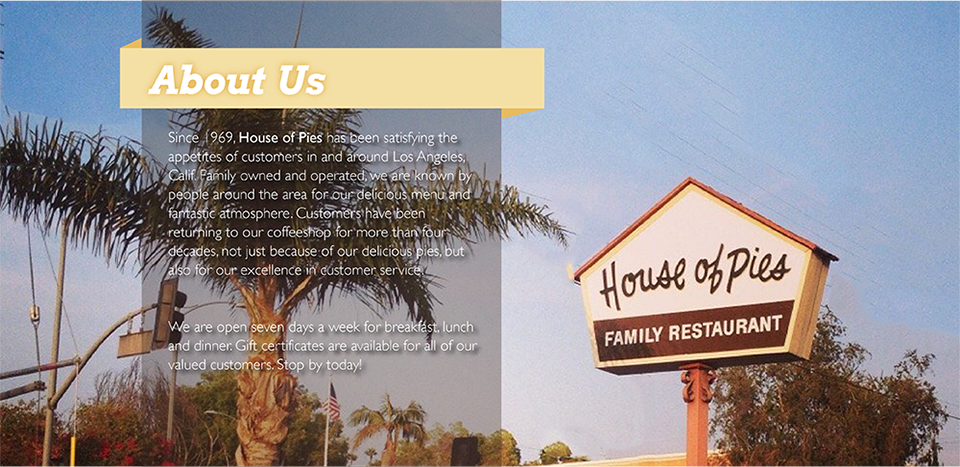 About Us
Since 1969, House of Pies has been satisfying the
appetites of customers in and around Los Angeles,
Calif. Family owned and operated, we are known by
people around the area for our delicious menu and
fantastic atmosphere. Customers have been
returning to our coffeeshop for more than four
decades, not just because of our delicious pies, but
also for our excellence in customer service.
We are open seven days a week for breakfast, lunch
and dinner. Gift certificates are available for all of our
valued customers. Stop by today!
House of Pies
FAMILY RESTAURANT